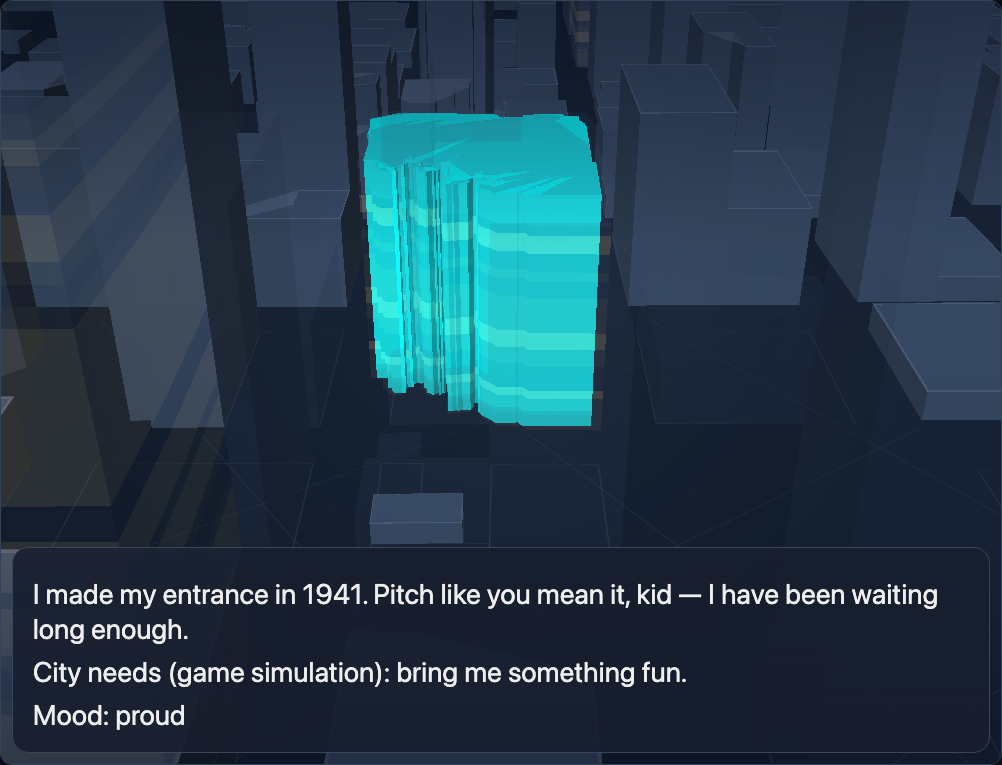 I made my entrance in 1941. Pitch like you mean it, kid — I have been waiting
long enough.
City needs (game simulation): bring me something fun.
Mood: proud